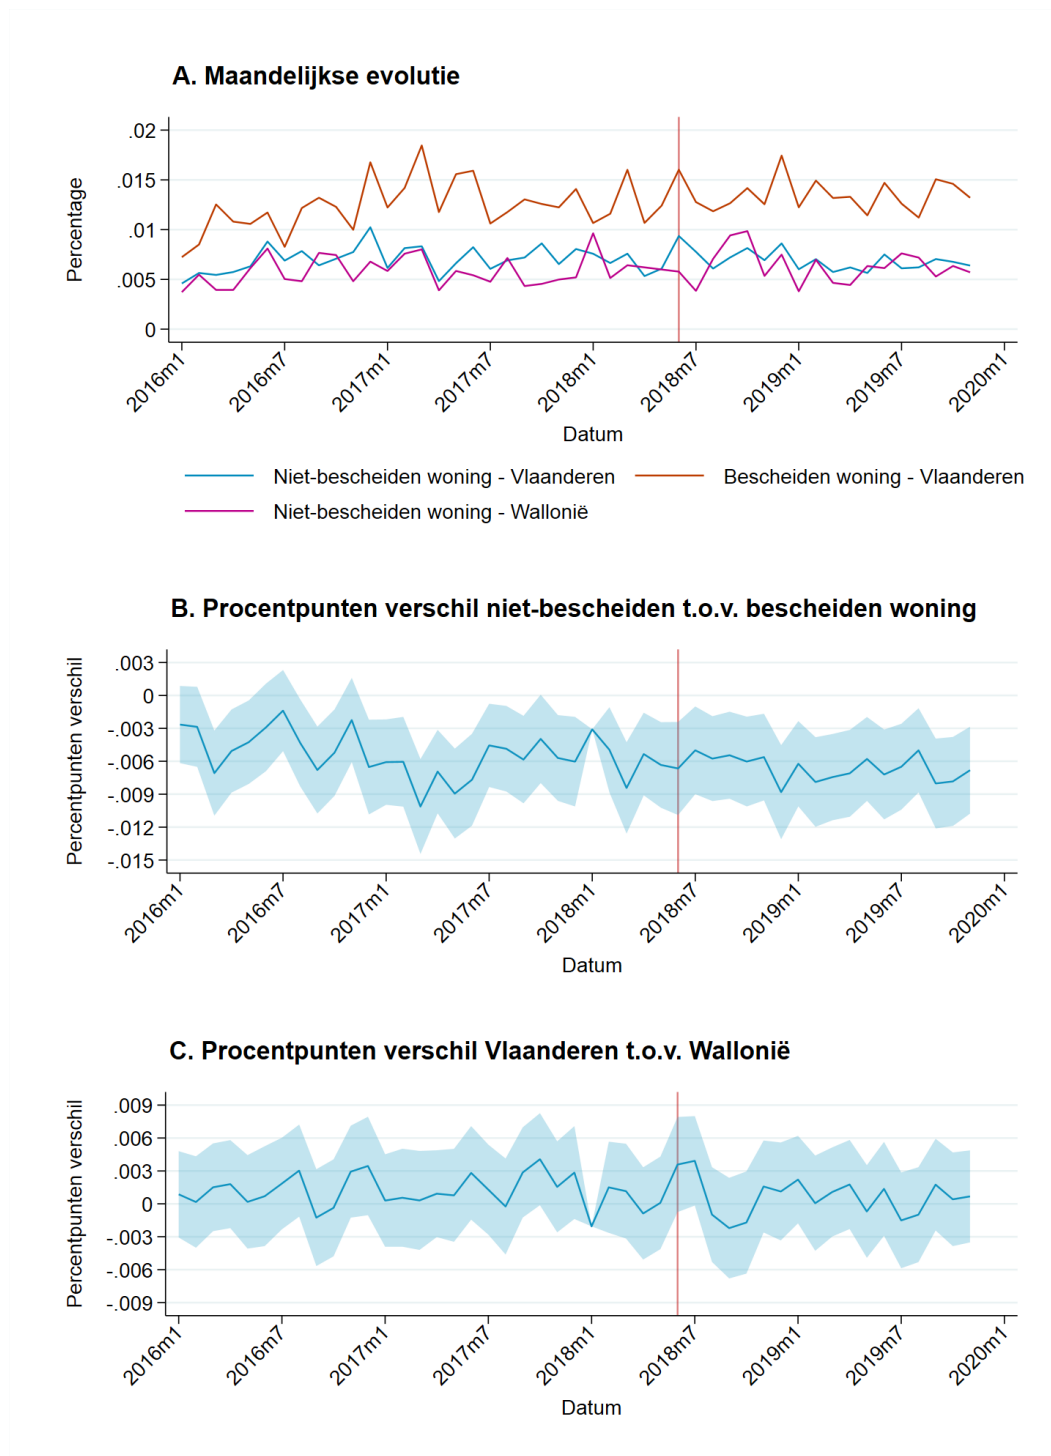 A. Maandelijkse evolutie
Percentage
.02
.015
.01
.005
0
2016m1
2016m7
2017m1
2017m7
2018m1
2018m7
2019m1
2019m7
2020m1
Datum
Niet-bescheiden woning - Vlaanderen
Bescheiden woning - Vlaanderen
Niet-bescheiden woning - Wallonië
B. Procentpunten verschil niet-bescheiden t.o.v. bescheiden woning
Percentpunten verschil
.003
0
-.003
-.006
-.009
-.012
-.015
2016m1
2016m7
2017m1
2017m7
2018m1
2018m7
2019m1
2019m7
2020m1
Datum
C. Procentpunten verschil Vlaanderen t.o.v. Wallonië
Percentpunten verschil
.009
.006
.003
0
-.003
-.006
-.009
2016m1
2016m7
2017m1
2017m7
2018m1
2018m7
2019m1
2019m7
2020m1
Datum